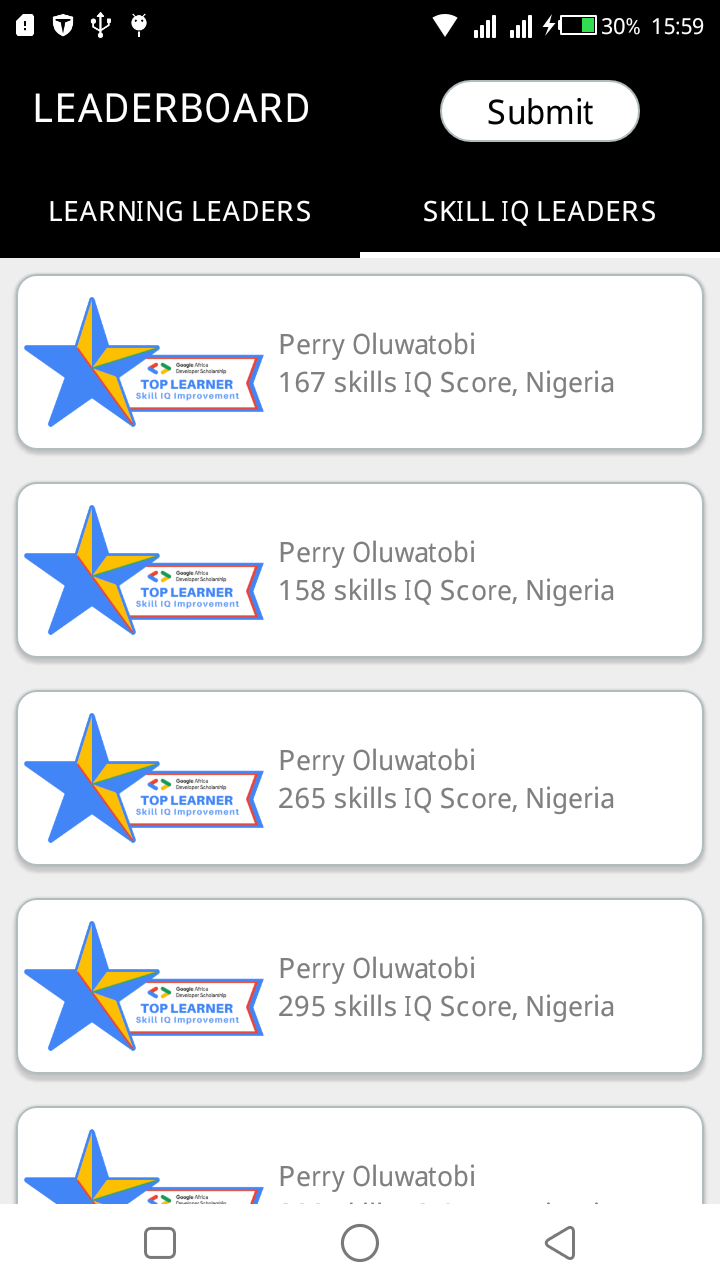 30% 15:59
LEADERBOARD
Submit
LEARNING LEADERS
SKILL IQ LEADERS
Google Africa
Developer Scholarship
TOP LEARNER
Skill IQ Improvement
Perry Oluwatobi
167 skills IQ Score, Nigeria
Google Africa
Developer Scholarship
TOP LEARNER
Skill IQ Improvement
Perry Oluwatobi
158 skills IQ Score, Nigeria
Google Africa
Developer Scholarship
TOP LEARNER
Skill IQ Improvement
Perry Oluwatobi
265 skills IQ Score, Nigeria
Google Africa
Developer Scholarship
TOP LEARNER
Skill IQ Improvement
Perry Oluwatobi
295 skills IQ Score, Nigeria
Google Africa
Developer Scholarship
Perry Oluwatobi